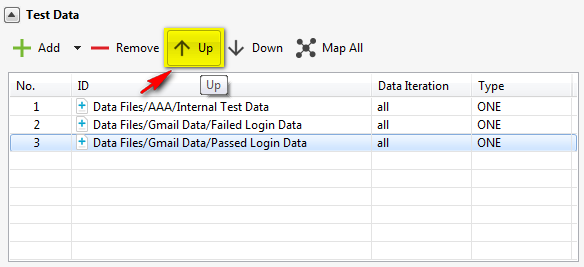 Test Data
Add Remove Up Down Map All
Up
No. ID Data Iteration Type
1 Data Files/AAA/Internal Test Data all ONE
2 Data Files/Gmail Data/Failed Login Data all ONE
3 Data Files/Gmail Data/Passed Login Data all ONE